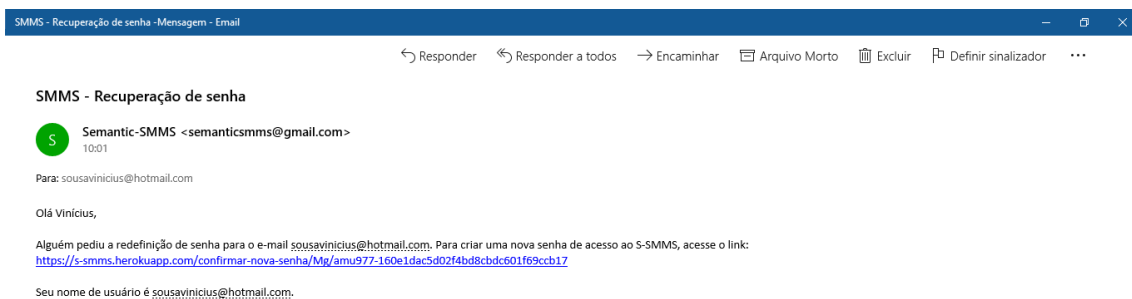 SMMS - Recuperação de senha -Mensagem - Email
Responder Responder a todos Encaminhar Arquivo Morto Excluir Definir sinalizador ...
SMMS - Recuperação de senha
S
Semantic-SMMS <semanticsmms@gmail.com>
10:01
Para: sousavinicius@hotmail.com
Olá Vinícius,
Alguém pediu a redefinição de senha para o e-mail sousavinicius@hotmail.com. Para criar uma nova senha de acesso ao S-SMMS, acesse o link:
https://s-smms.herokuapp.com/confirmar-nova-senha/Mg/amu977-160e1dac5d02f4bd8cbdc601f69ccb17
Seu nome de usuário é sousavinicius@hotmail.com.